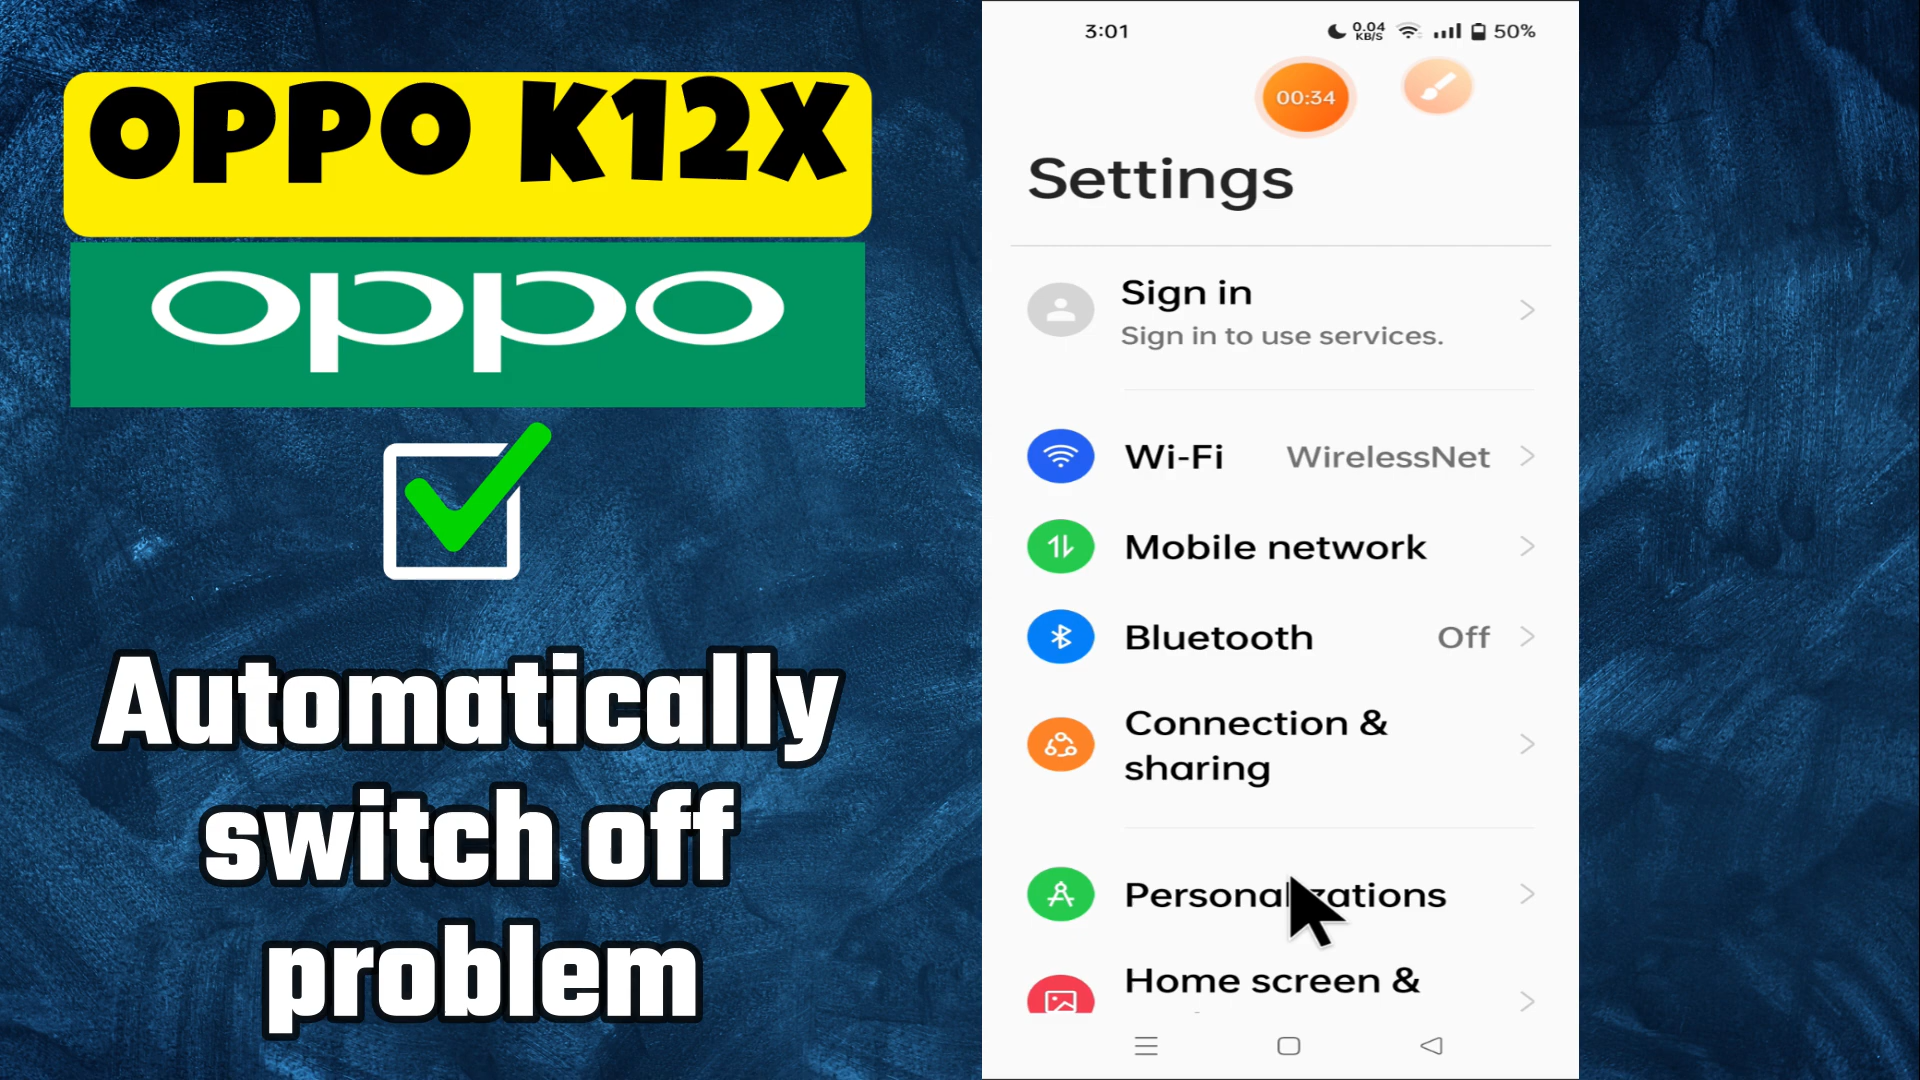 OPPO K12X
oppo
Automatically
switch off
problem
3:01
0.04
KB/S
50%
00:34
Settings
Sign in
Sign in to use services.
Wi-Fi WirelessNet
Mobile network
Bluetooth Off
Connection &
sharing
Home screen &